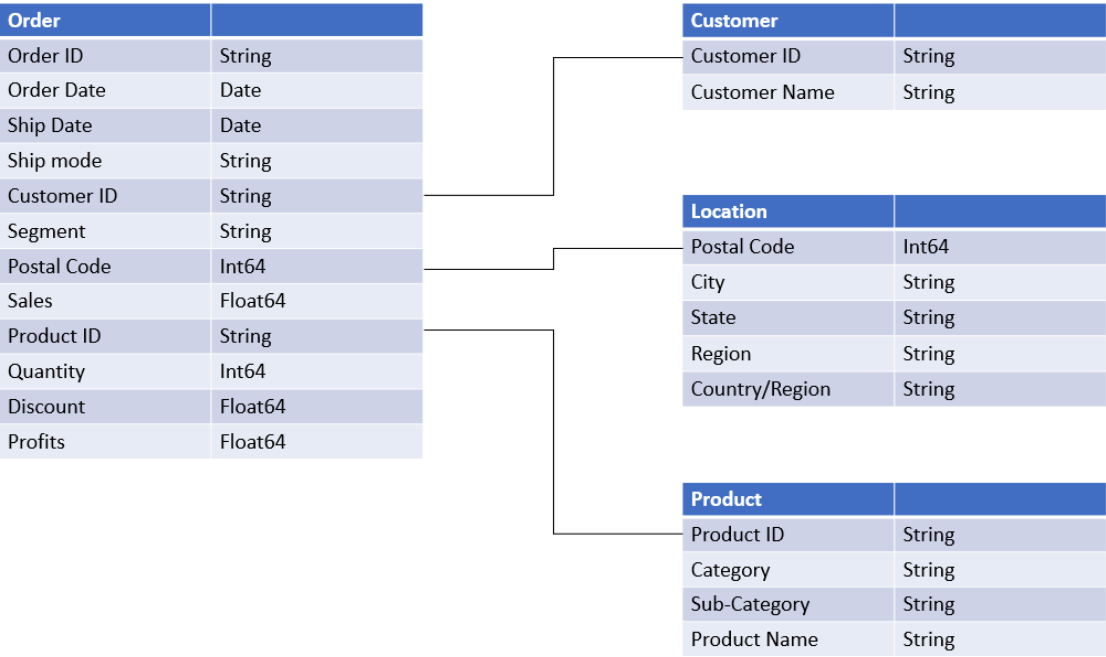 Order
Order ID String
Order Date Date
Ship Date Date
Ship mode String
Customer ID String
Segment String
Postal Code Int64
Sales Float64
Product ID String
Quantity Int64
Discount Float64
Profits Float64
Customer
Customer ID String
Customer Name String
Location
Postal Code Int64
City String
State String
Region String
Country/Region String
Product
Product ID String
Category String
Sub-Category String
Product Name String